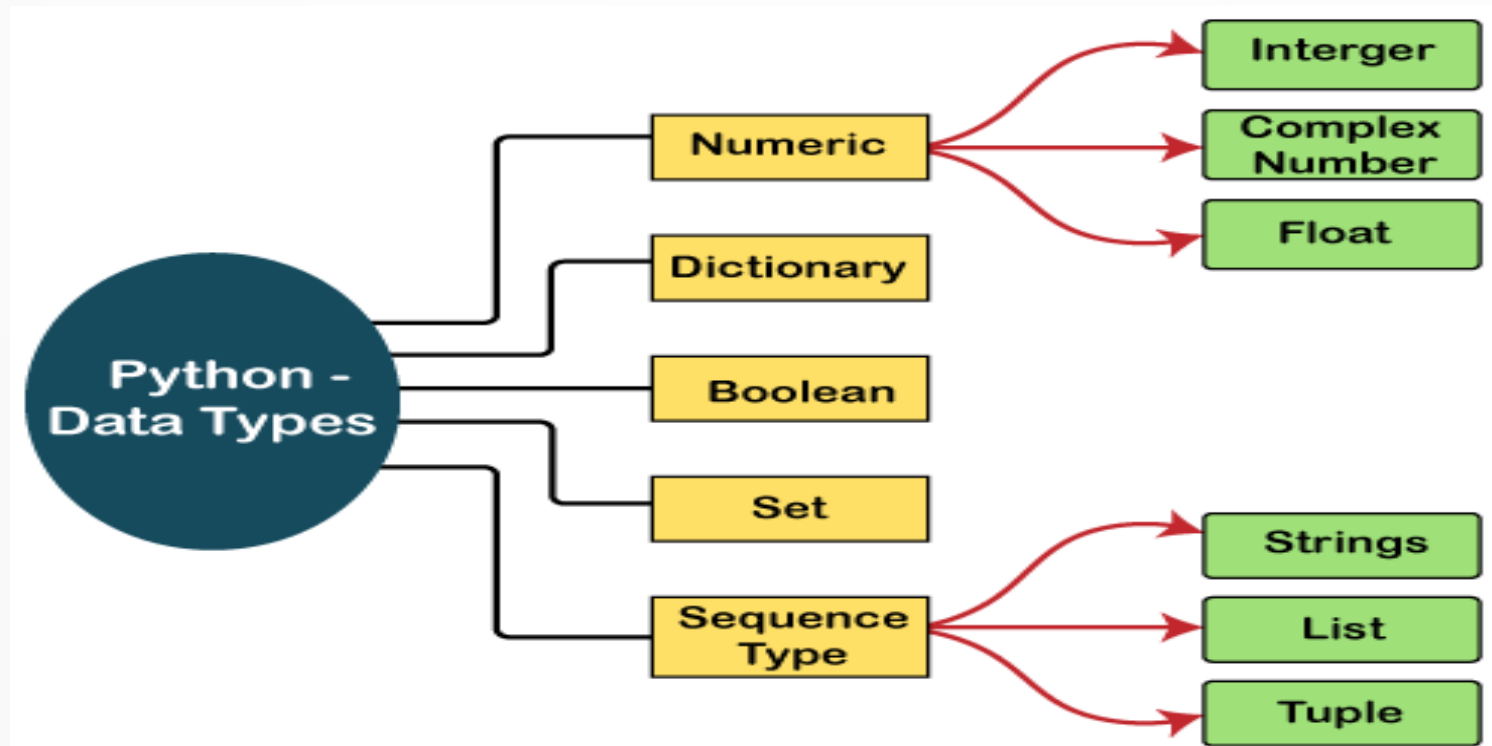 Python -
Data Types
Numeric
Dictionary
Boolean
Set
Sequence
Type
Interger
Complex
Number
Float
Strings
List
Tuple